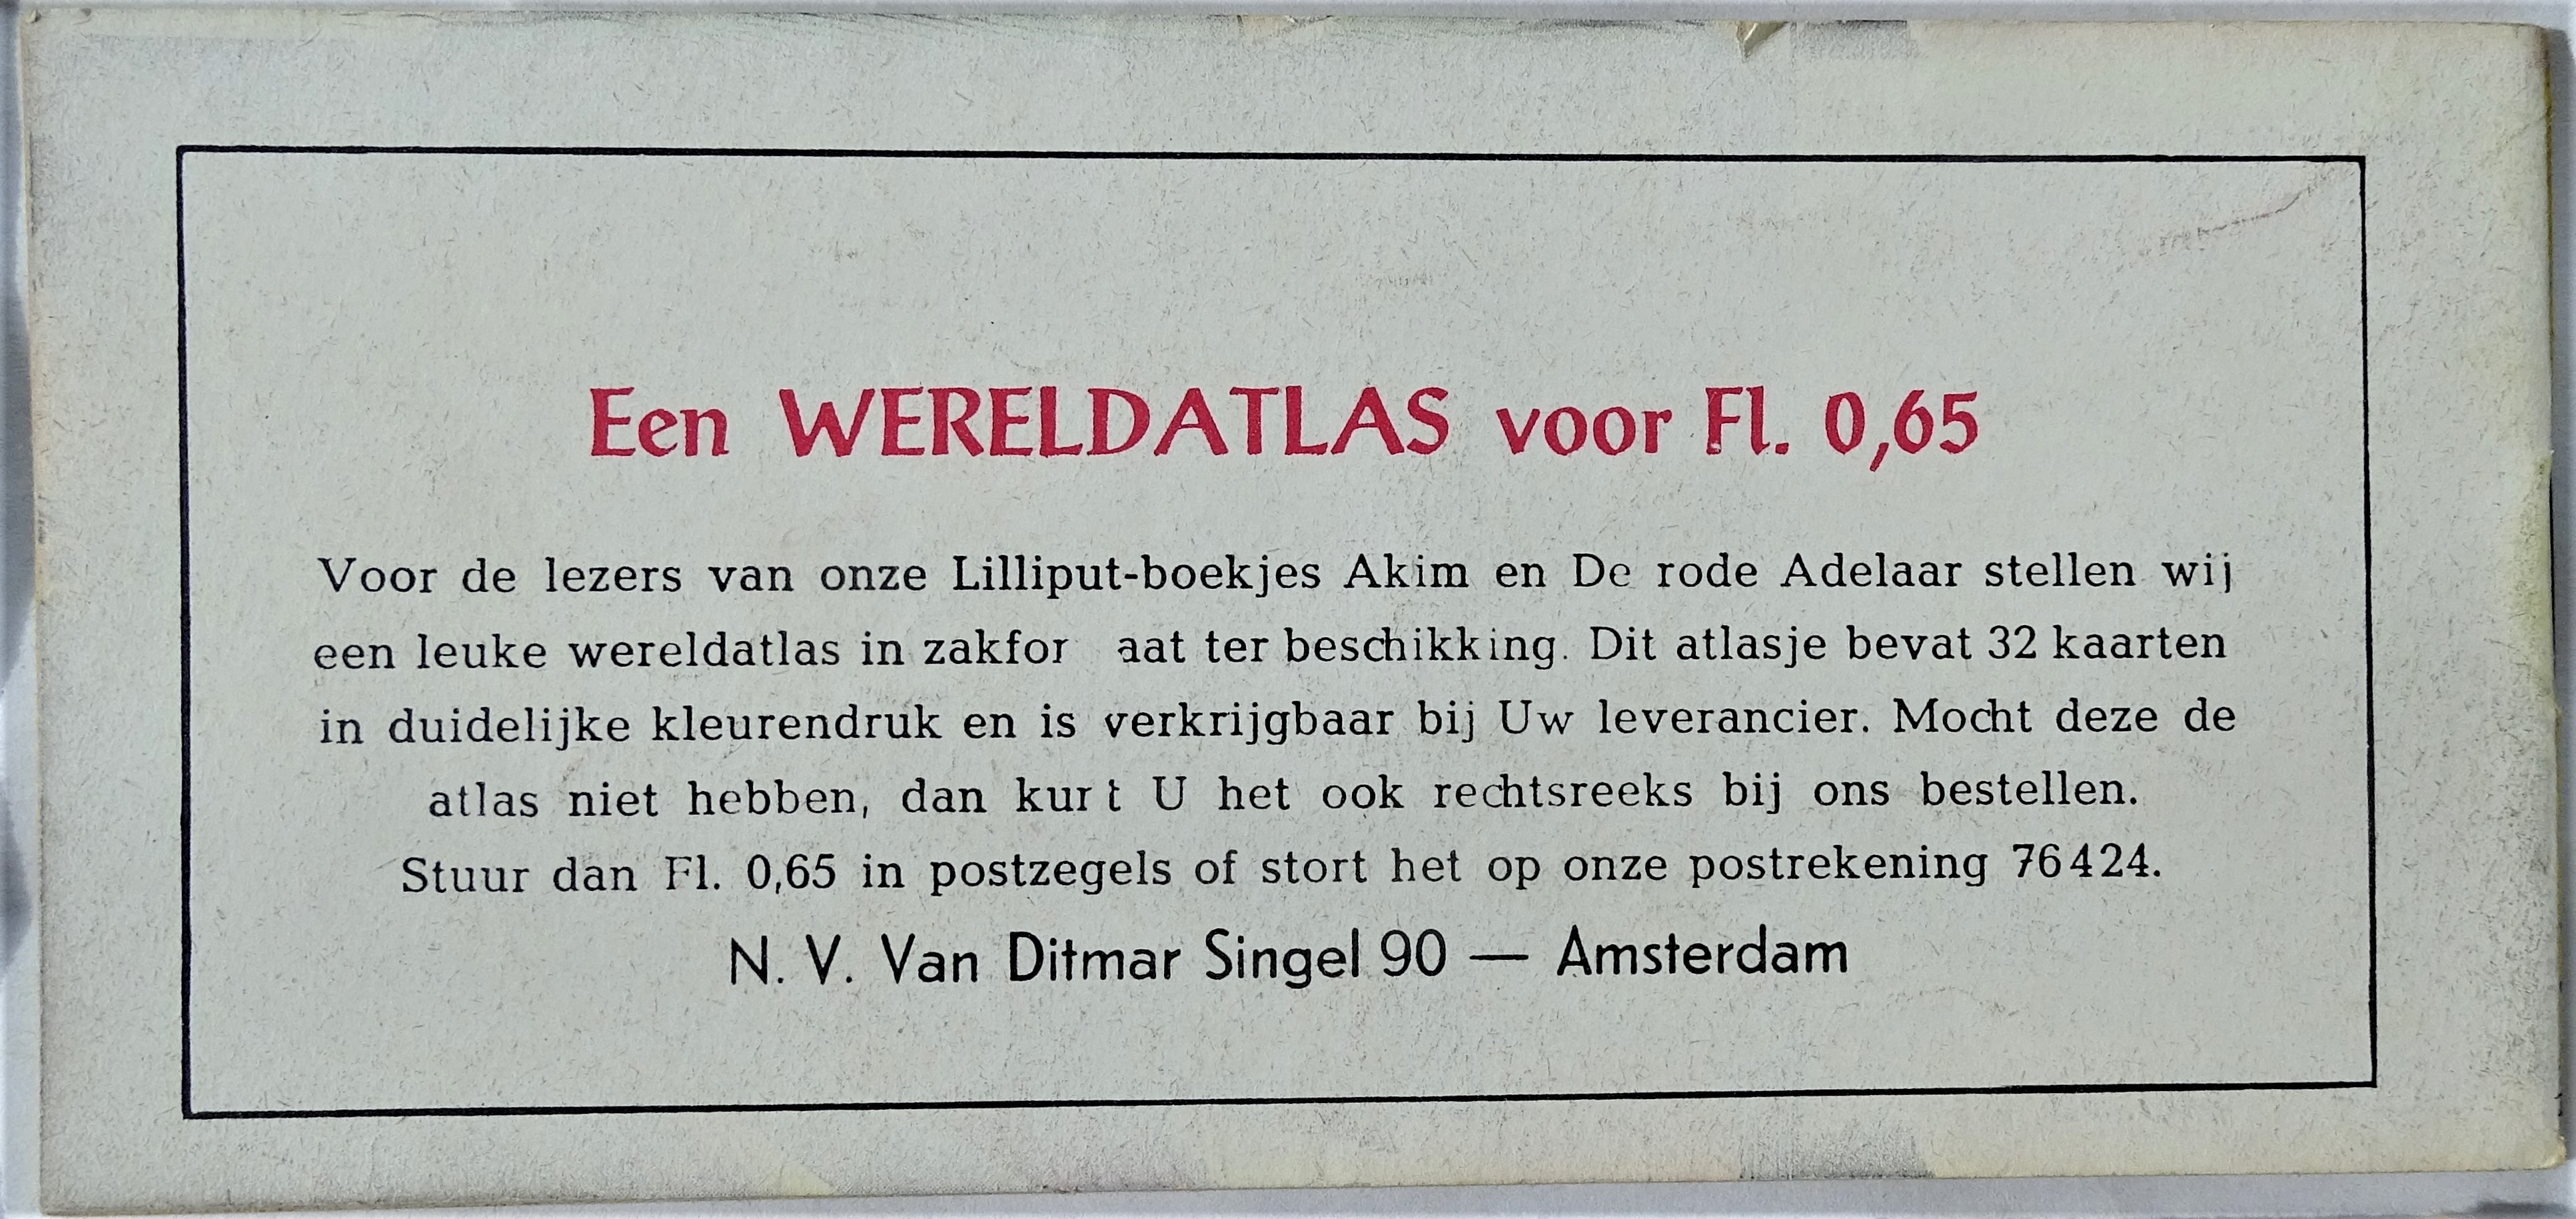 Een WERELDATLAS voor Fl. 0,65
Voor de lezers van onze Lilliput-boekjes Akim en De rode Adelaar stellen wij
een leuke wereldatlas in zakfor aat ter beschikking. Dit atlasje bevat 32 kaarten
in duidelijke kleurendruk en is verkrijgbaar bij Uw leverancier. Mocht deze de
atlas niet hebben, dan kur t U het ook rechtsreeks bij ons bestellen.
Stuur dan Fl. 0,65 in postzegels of stort het op onze postrekening 76424.
N. V. Van Ditmar Singel 90 — Amsterdam